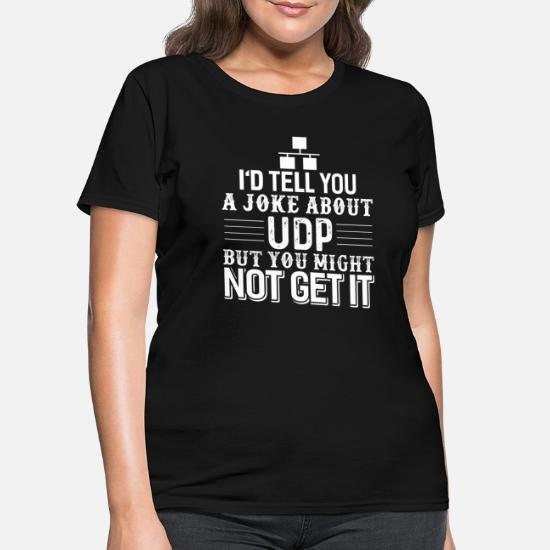 I'D TELL YOU
A JOKE ABOUT
UDP
BUT YOU MIGHT
NOT GET IT